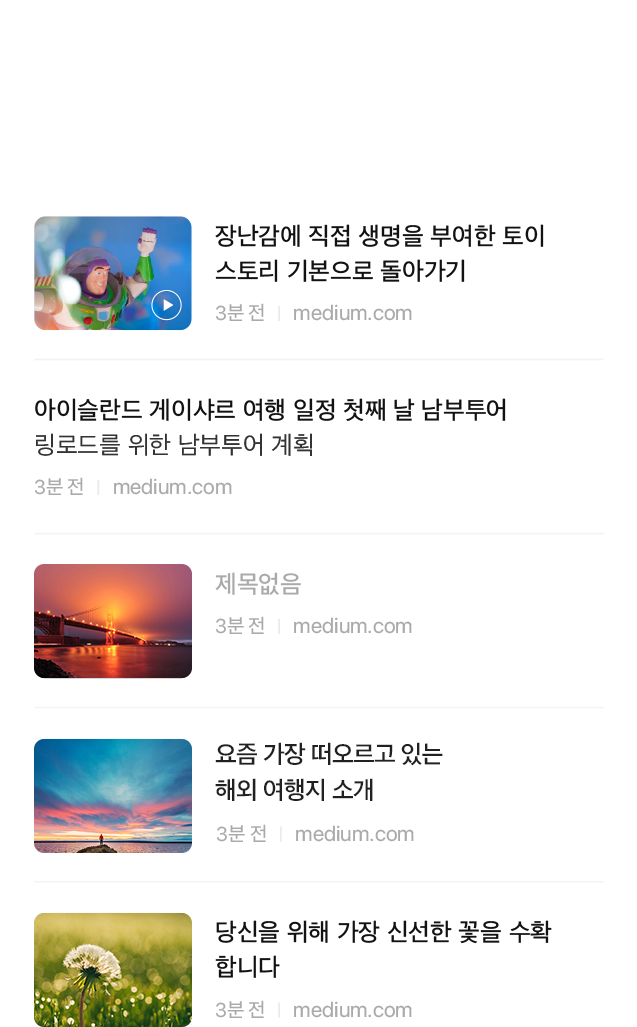 장난감에 직접 생명을 부여한 토이
스토리 기본으로 돌아가기
3분 전 | medium.com
아이슬란드 게이샤르 여행 일정 첫째 날 남부투어
링로드를 위한 남부투어 계획
3분 전 | medium.com
제목없음
3분 전 | medium.com
요즘 가장 떠오르고 있는
해외 여행지 소개
3분 전 | medium.com
당신을 위해 가장 신선한 꽃을 수확
합니다
3분 전 | medium.com